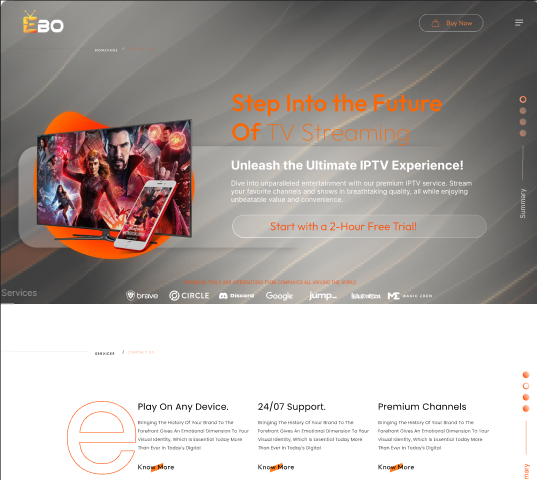 EBO
Buy Now
HOMEPAGE /
Step Into the Future
Of TV Streaming
Unleash the Ultimate IPTV Experience!
Dive into unparalleled entertainment with our premium IPTV service. Stream
your favorite channels and shows in breathtaking quality, all while enjoying
unbeatable value and convenience.
Start with a 2-Hour Free Trial!
Summary
Services
brave
CIRCLE
Discord
Google
jump
MAGIC EDEN
SERVICES / CONTACT US
e
Play On Any Device.
Bringing The History Of Your Brand To The
Forefront Gives An Emotional Dimension To Your
Visual Identity, Which Is Essential Today More
Than Ever In Today's Digital
Know More
24/07 Support.
Bringing The History Of Your Brand To The
Forefront Gives An Emotional Dimension To Your
Visual Identity, Which Is Essential Today More
Than Ever In Today's Digital
Know More
Premium Channels
Bringing The History Of Your Brand To The
Forefront Gives An Emotional Dimension To Your
Visual Identity, Which Is Essential Today More
Than Ever In Today's Digital
Know More
mary